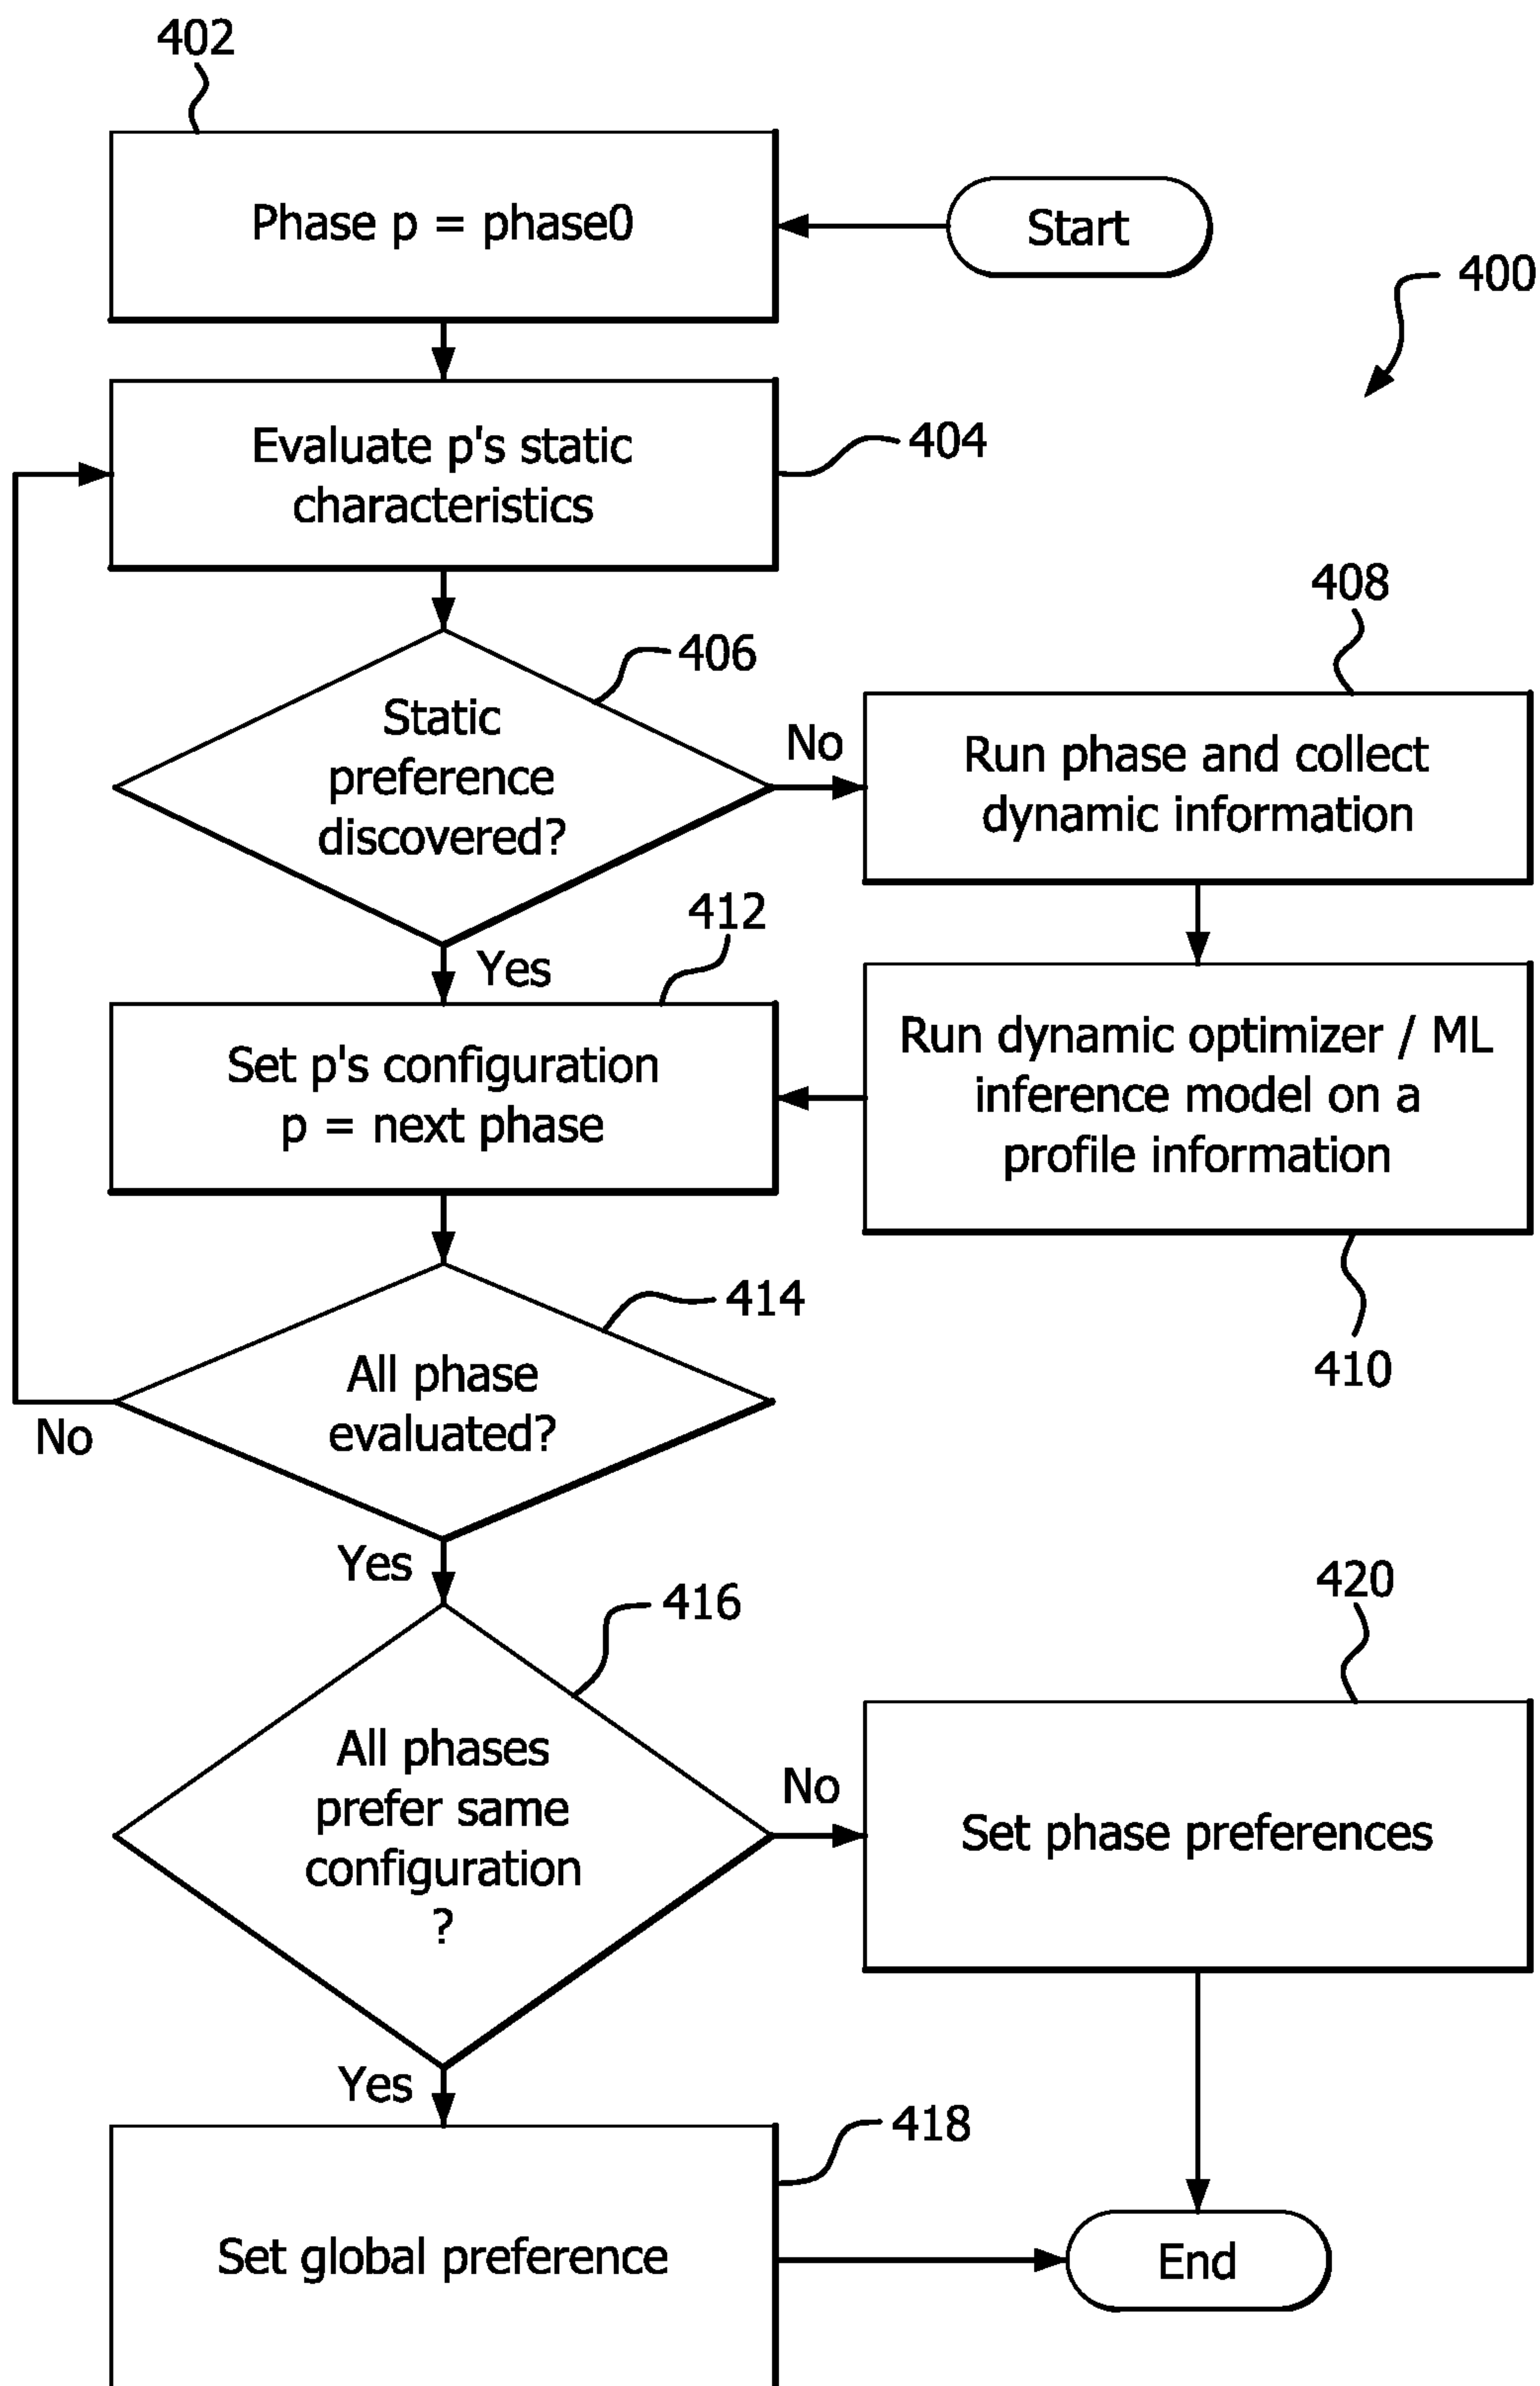 402
Phase p = phase0
Start
400
Evaluate p's static
characteristics
404
406
408
Static
preference
discovered?
No
Run phase and collect
dynamic information
412
Yes
Set p's configuration
p = next phase
Run dynamic optimizer / ML
inference model on a
profile information
410
414
All phase
evaluated?
No
Yes
416
420
All phases
prefer same
configuration
?
No
Set phase preferences
Yes
418
Set global preference
End